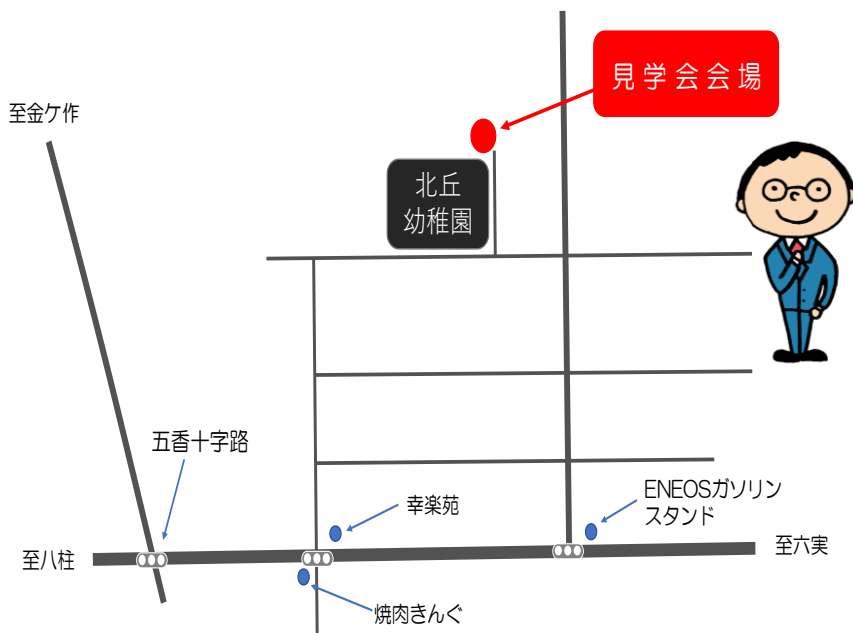 見学会会場
至金ケ作
北丘
幼稚園
五香十字路
幸楽苑
ENEOSガソリン
スタンド
至八柱
至六実
焼肉きんぐ